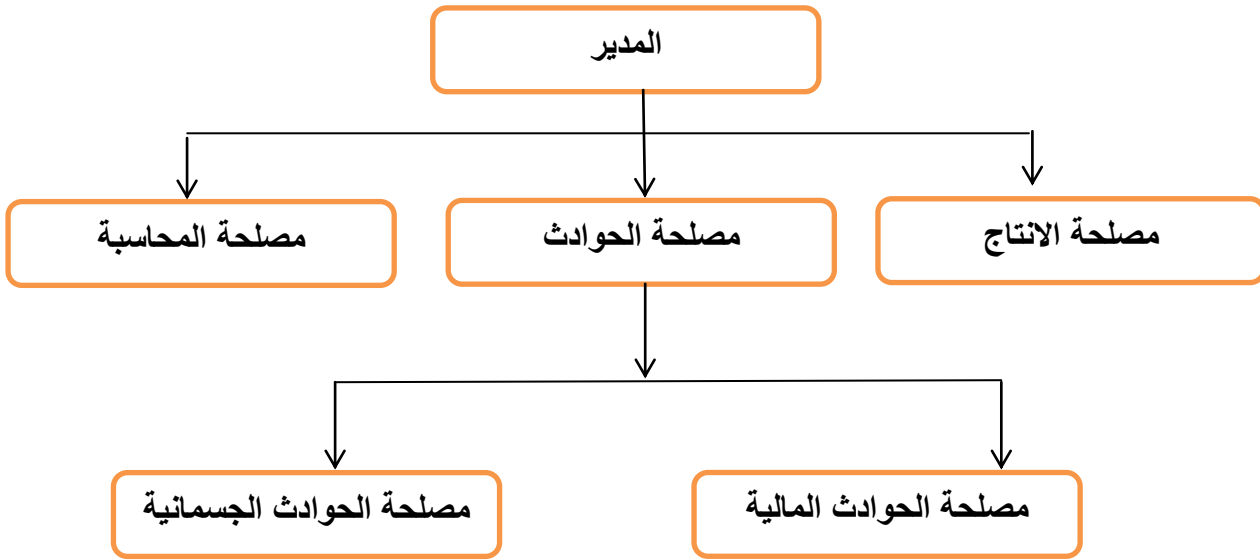 المدير
مصلحة الانتاج
مصلحة الحوادث
مصلحة المحاسبة
مصلحة الحوادث المالية
مصلحة الحوادث الجسمانية